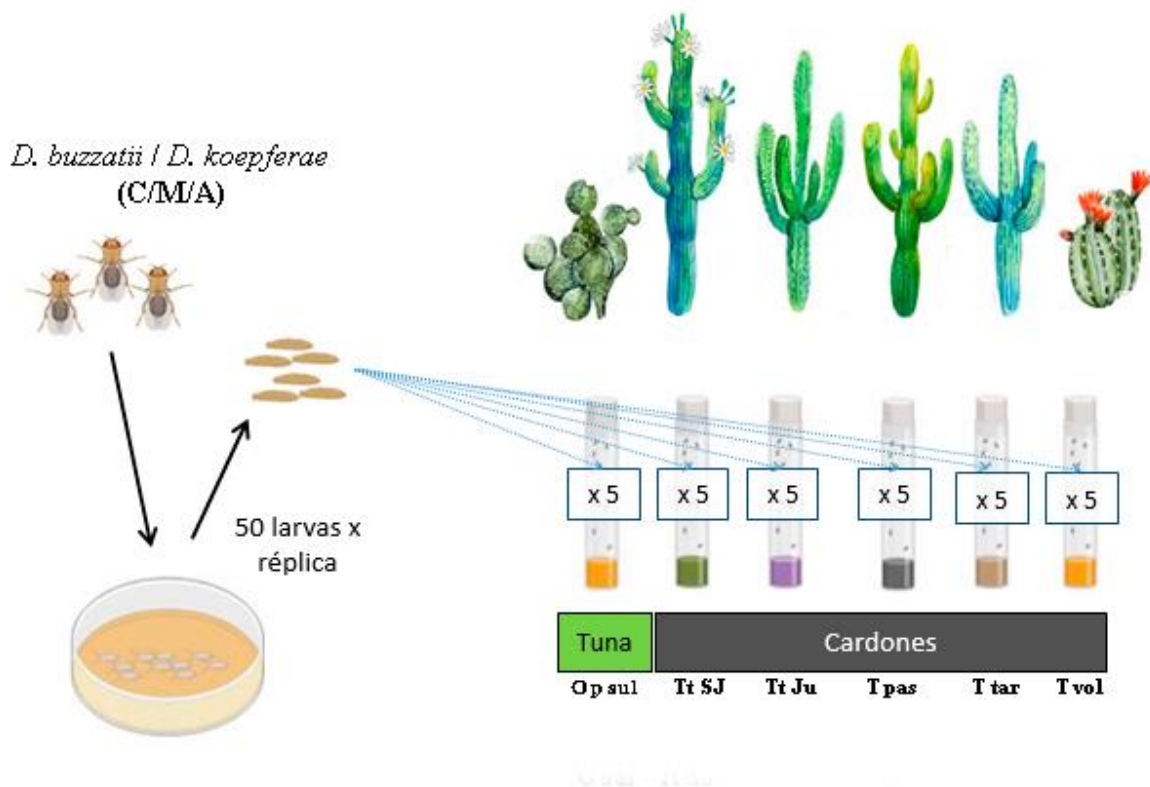 D. buzzatii / D. koepferae
(C/M/A)
50 larvas x
réplica
x 5
x 5
x 5
x 5
x 5
x 5
Tuna
Cardones
Op sul
Tt SJ
Tt Ju
T pas
T tar
T vol